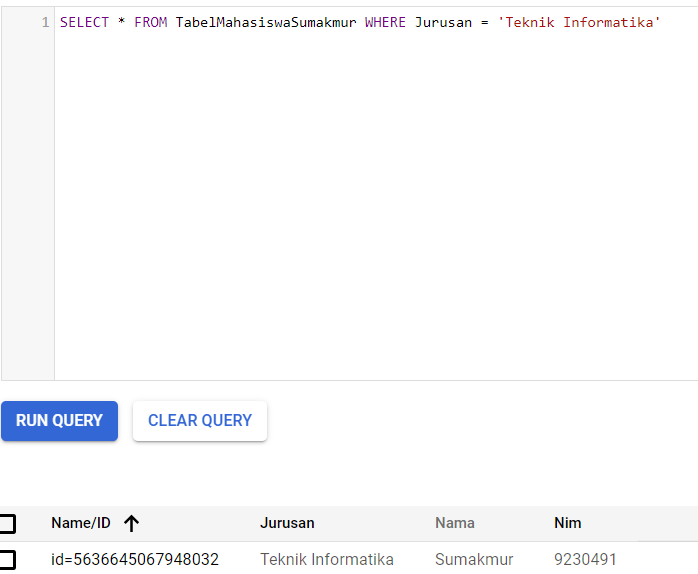 1 SELECT * FROM TabelMahasiswaSumakmur WHERE Jurusan = 'Teknik Informatika'
RUN QUERY CLEAR QUERY
Name/ID ↑ Jurusan Nama Nim
id=5636645067948032 Teknik Informatika Sumakmur 9230491